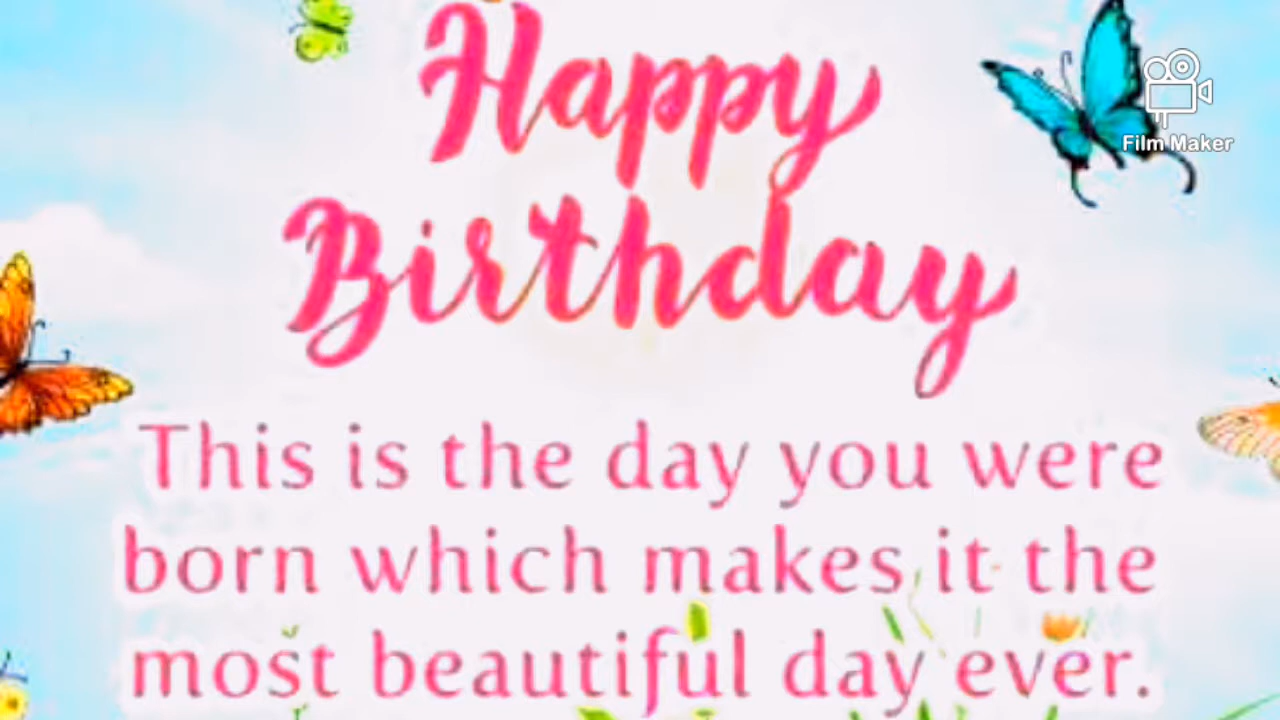 Happy
Film Maker
Birthday
This is the day you were
born which makes it the
most beautiful day ever.